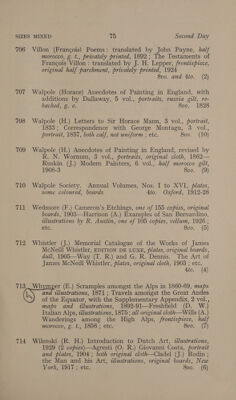 SIZES MIXED 75 Second Day
706 Villon (François) Poems: translated by John Payne, half
morocco, g. t., privately printed, 1892; The Testaments of
François Villon: translated by J. H. Lepper, frontispiece,
original half parchment, privately printed, 1924
8vo. and 4to. (2)
707 Walpole (Horace) Anecdotes of Painting in England, with
additions by Dallaway, 5 vol., portraits, russia gilt, re-
backed, g. e. 8vo. 1828
708 Walpole (H.) Letters to Sir Horace Mann, 3 vol., portrait,
1833; Correspondence with George Montagu, 3 vol.,
portrait, 1837, both calf, not uniform; etc. 8vo. (10)
709 Walpole (H.) Anecdotes of Painting in England, revised by
R. N. Wornum, 3 vol., portraits, original cloth, 1862—
Ruskin (J.) Modern Painters, 6 vol., half morocco gilt,
1908-3 8vo. (9)
710 Walpole Society. Annual Volumes, Nos. 1 to XVI, plates,
some coloured, boards 4to. Oxford, 1912-28
711 Wedmore (F.) Cameron's Etchings, one of 155 copies, original
boards, 1903—Harrison (A.) Examples of San Bernardino,
illustrations by R. Austin, one of 105 copies, vellum, 1926;
etc. 8vo. (5)
712 Whistler (J.) Memorial Catalogue of the Works of James
McNeill Whistler, EDITION DE LUXE, plates, original boards,
dull, 1905—Way (T. R.) and G. R. Dennis. The Art of
James McNeill Whistler, plates, original cloth, 1903; etc.
4to. (4)
713 Whymper (E.) Scrambles amongst the Alps in 1860-69, maps
and illustrations, 1871; Travels amongst the Great Andes
of the Equator, with the Supplementary Appendix, 2 vol.,
maps and illustrations, 1892-91—Freshfield (D. W.)
Italian Alps, illustrations, 1875; all original cloth—Wills (A.)
Wanderings among the High Alps, frontispiece, half
morocco, g. t., 1856; etc. 8vo. (7)
714 Wilenski (R. H.) Introduction to Dutch Art, illustrations,
1929 (2 copies)—Agresti (O. R.) Giovanni Costa, portrait
and plates, 1904; both original cloth—Cladel (J.) Rodin;
the Man and his Art, illustrations, original boards, New
York, 1917; etc. 8vo. (6)